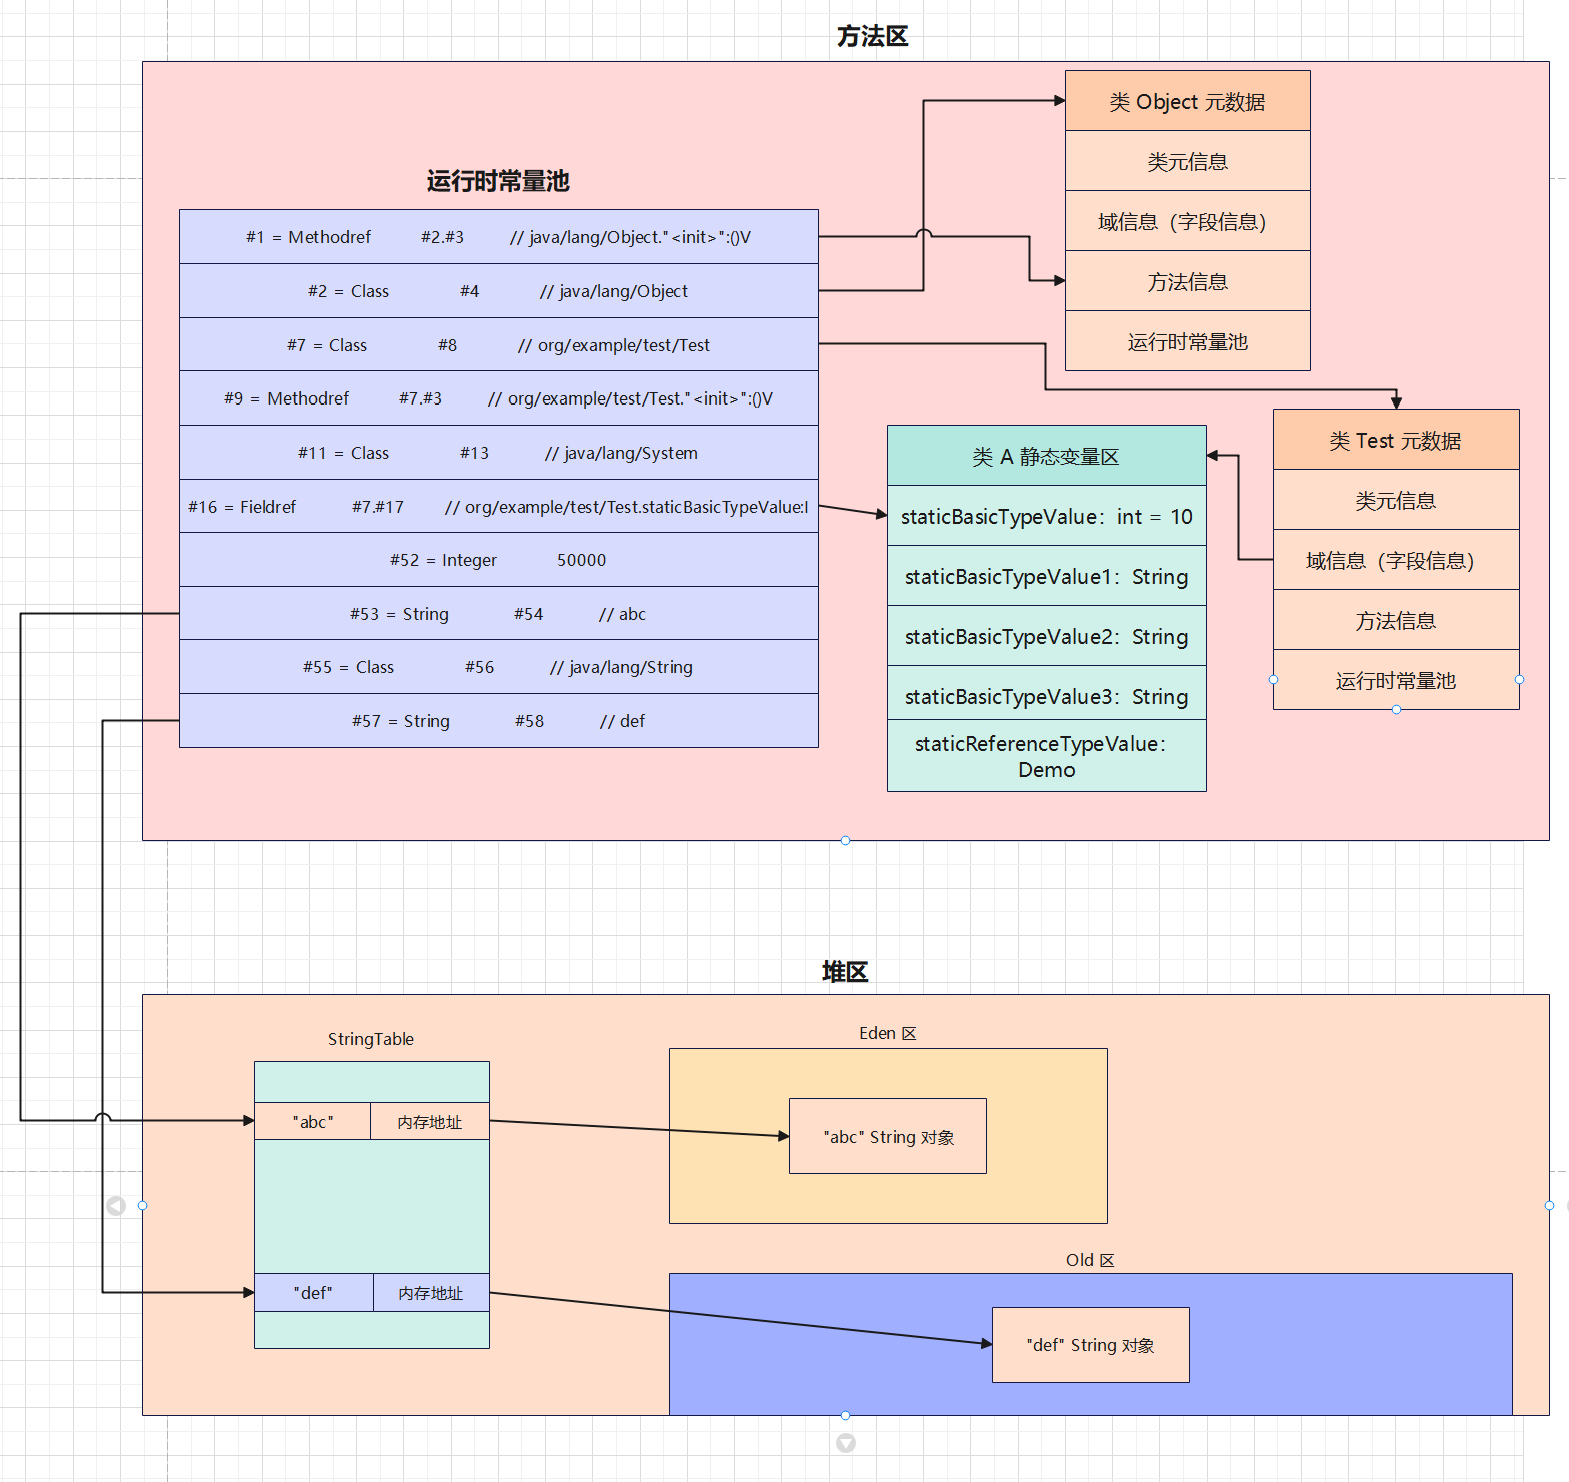 方法区
类 Object 元数据
类元信息
域信息（字段信息）
方法信息
运行时常量池
运行时常量池
#1 = Methodref #2.#3 // java/lang/Object."<init>":()V
#2 = Class #4 // java/lang/Object
#7 = Class #8 // org/example/test/Test
#9 = Methodref #7.#3 // org/example/test/Test."<init>":()V
#11 = Class #13 // java/lang/System
#16 = Fieldref #7.#17 // org/example/test/Test.staticBasicTypeValue:I
#52 = Integer 50000
#53 = String #54 // abc
#55 = Class #56 // java/lang/String
#57 = String #58 // def
类 A 静态变量区
staticBasicTypeValue：int = 10
staticBasicTypeValue1：String
staticBasicTypeValue2：String
staticBasicTypeValue3：String
staticReferenceTypeValue：
Demo
类 Test 元数据
类元信息
域信息（字段信息）
方法信息
运行时常量池
堆区
StringTable
"abc" 内存地址
"def" 内存地址
Eden 区
"abc" String 对象
Old 区
"def" String 对象